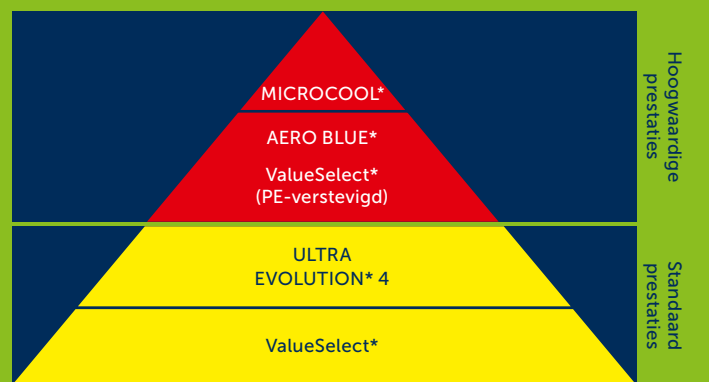 MICROCOOL*
AERO BLUE*
ValueSelect*
(PE-verstevigd)
Hoogwaardige
prestaties
ULTRA
EVOLUTION* 4
ValueSelect*
Standaard
prestaties